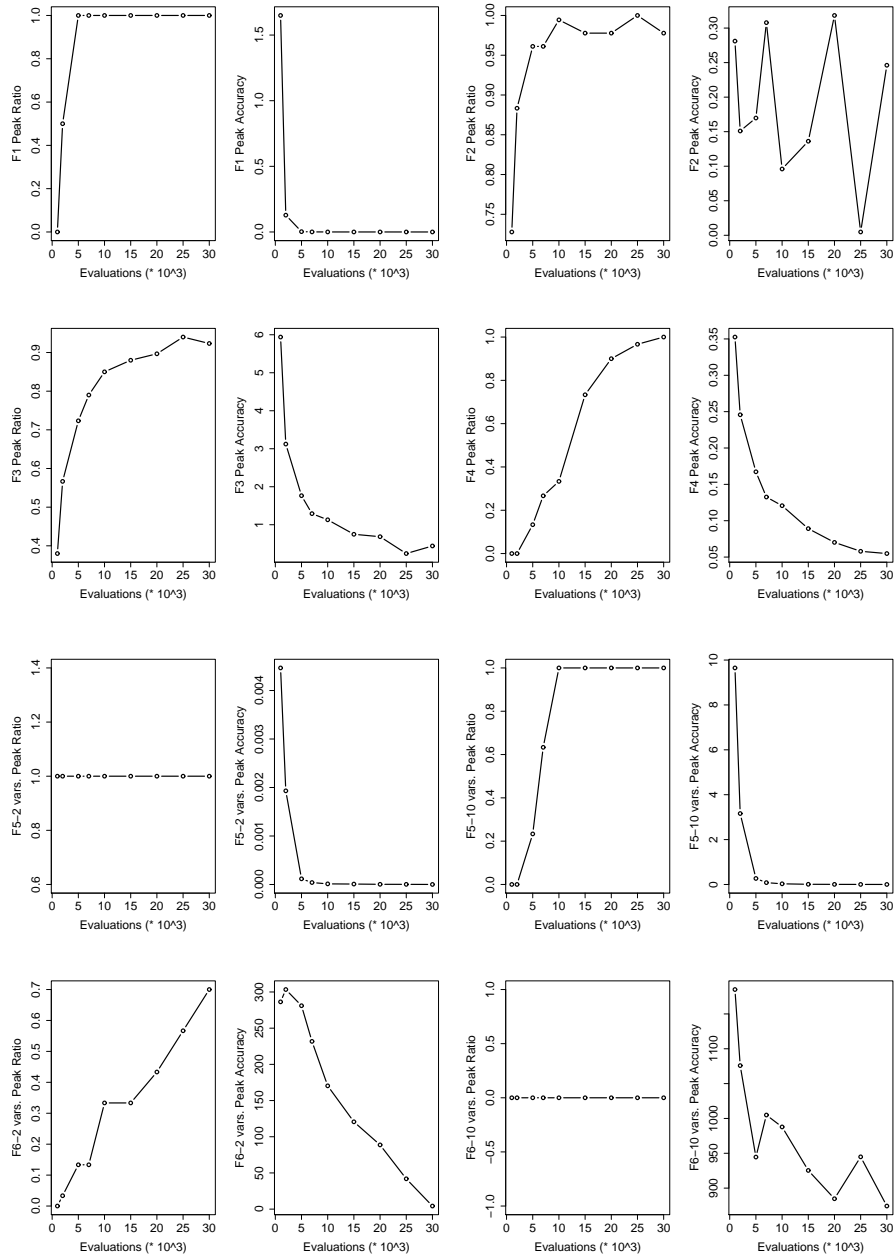 F1 Peak Ratio
0.0 0.2 0.4 0.6 0.8 1.0
0 5 10 15 20 25 30
Evaluations (* 10^3)
F1 Peak Accuracy
0.0 0.5 1.0 1.5
0 5 10 15 20 25 30
Evaluations (* 10^3)
F2 Peak Ratio
0.75 0.80 0.85 0.90 0.95 1.00
0 5 10 15 20 25 30
Evaluations (* 10^3)
F2 Peak Accuracy
0.00 0.05 0.10 0.15 0.20 0.25 0.30
0 5 10 15 20 25 30
Evaluations (* 10^3)
F3 Peak Ratio
0.4 0.5 0.6 0.7 0.8 0.9
0 5 10 15 20 25 30
Evaluations (* 10^3)
F3 Peak Accuracy
1 2 3 4 5 6
0 5 10 15 20 25 30
Evaluations (* 10^3)
F4 Peak Ratio
0.0 0.2 0.4 0.6 0.8 1.0
0 5 10 15 20 25 30
Evaluations (* 10^3)
F4 Peak Accuracy
0.05 0.10 0.15 0.20 0.25 0.30 0.35
0 5 10 15 20 25 30
Evaluations (* 10^3)
F5−2 vars. Peak Ratio
0.6 0.8 1.0 1.2 1.4
0 5 10 15 20 25 30
Evaluations (* 10^3)
F5−2 vars. Peak Accuracy
0.000 0.001 0.002 0.003 0.004
0 5 10 15 20 25 30
Evaluations (* 10^3)
F5−10 vars. Peak Ratio
0.0 0.2 0.4 0.6 0.8 1.0
0 5 10 15 20 25 30
Evaluations (* 10^3)
F5−10 vars. Peak Accuracy
0 2 4 6 8 10
0 5 10 15 20 25 30
Evaluations (* 10^3)
F6−2 vars. Peak Ratio
0.0 0.1 0.2 0.3 0.4 0.5 0.6 0.7
0 5 10 15 20 25 30
Evaluations (* 10^3)
F6−2 vars. Peak Accuracy
0 50 100 150 200 250 300
0 5 10 15 20 25 30
Evaluations (* 10^3)
F6−10 vars. Peak Ratio
−1.0 −0.5 0.0 0.5 1.0
0 5 10 15 20 25 30
Evaluations (* 10^3)
F6−10 vars. Peak Accuracy
900 950 1000 1100
0 5 10 15 20 25 30
Evaluations (* 10^3)